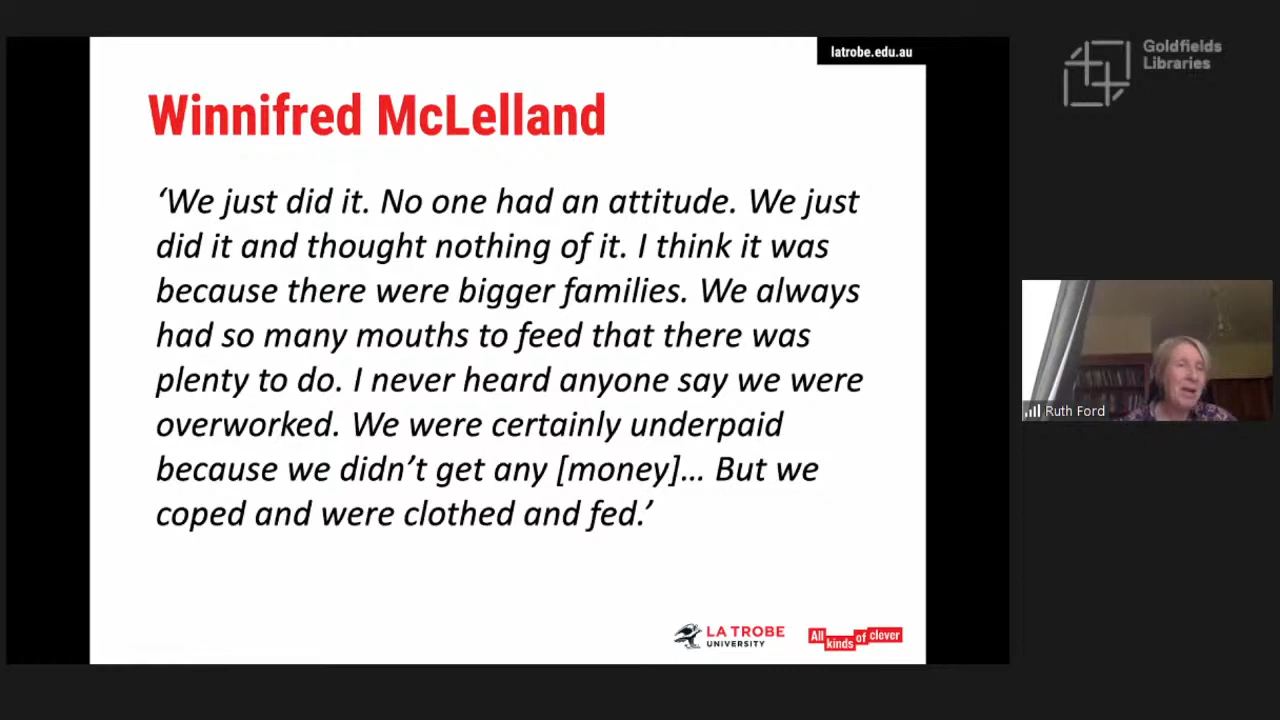 latrobe.edu.au
Goldfields
Libraries
Winnifred McLelland
‘We just did it. No one had an attitude. We just
did it and thought nothing of it. I think it was
because there were bigger families. We always
had so many mouths to feed that there was
plenty to do. I never heard anyone say we were
overworked. We were certainly underpaid
because we didn’t get any [money]… But we
coped and were clothed and fed.’
Ruth Ford
LA TROBE
UNIVERSITY
All kinds of clever